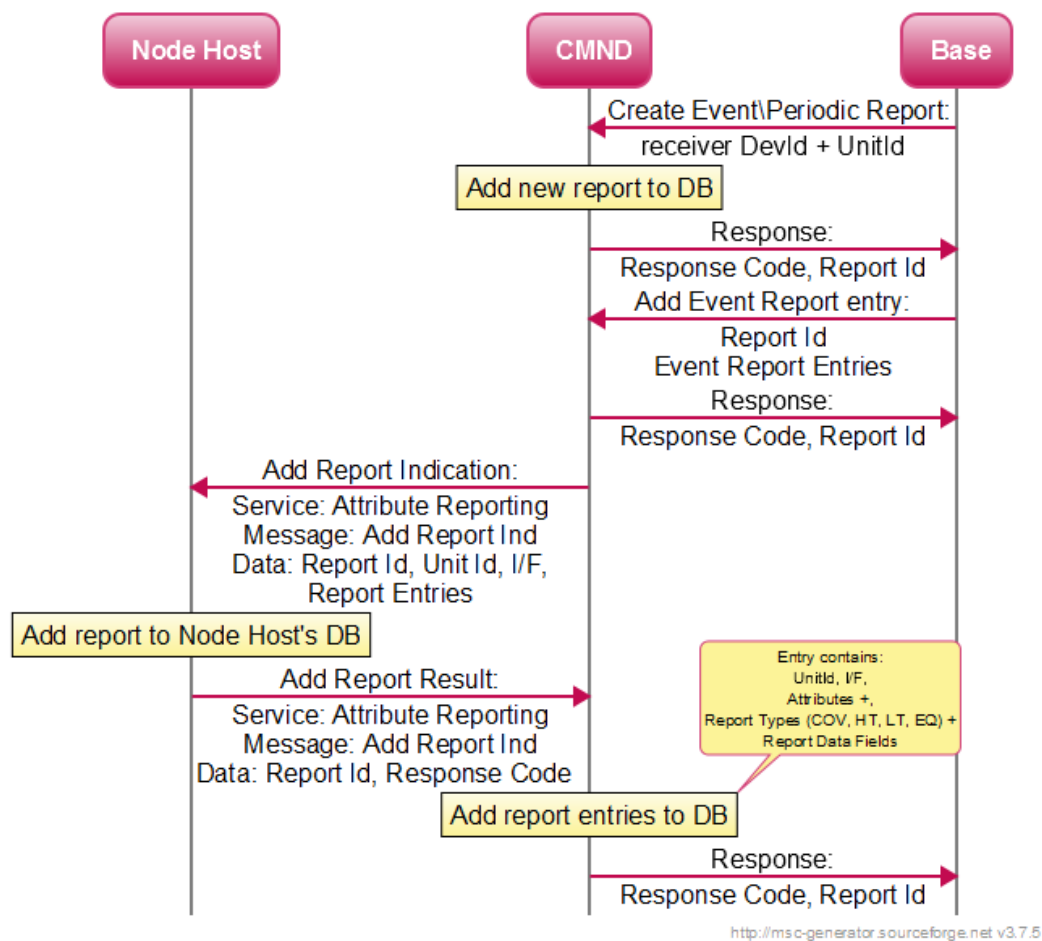 Node Host
CMND
Base
Create Event\Periodic Report:
receiver DevId + UnitId
Add new report to DB
Response:
Response Code, Report Id
Add Event Report entry:
Report Id
Event Report Entries
Response:
Response Code, Report Id
Add Report Indication:
Service: Attribute Reporting
Message: Add Report Ind
Data: Report Id, Unit Id, I/F,
Report Entries
Add report to Node Host's DB
Add Report Result:
Service: Attribute Reporting
Message: Add Report Ind
Data: Report Id, Response Code
Entry contains:
UnitId, I/F,
Attributes +,
Report Types (COV, HT, LT, EQ) +
Report Data Fields
Add report entries to DB
Response:
Response Code, Report Id
http://msc-generator.sourceforge.net v3.7.5